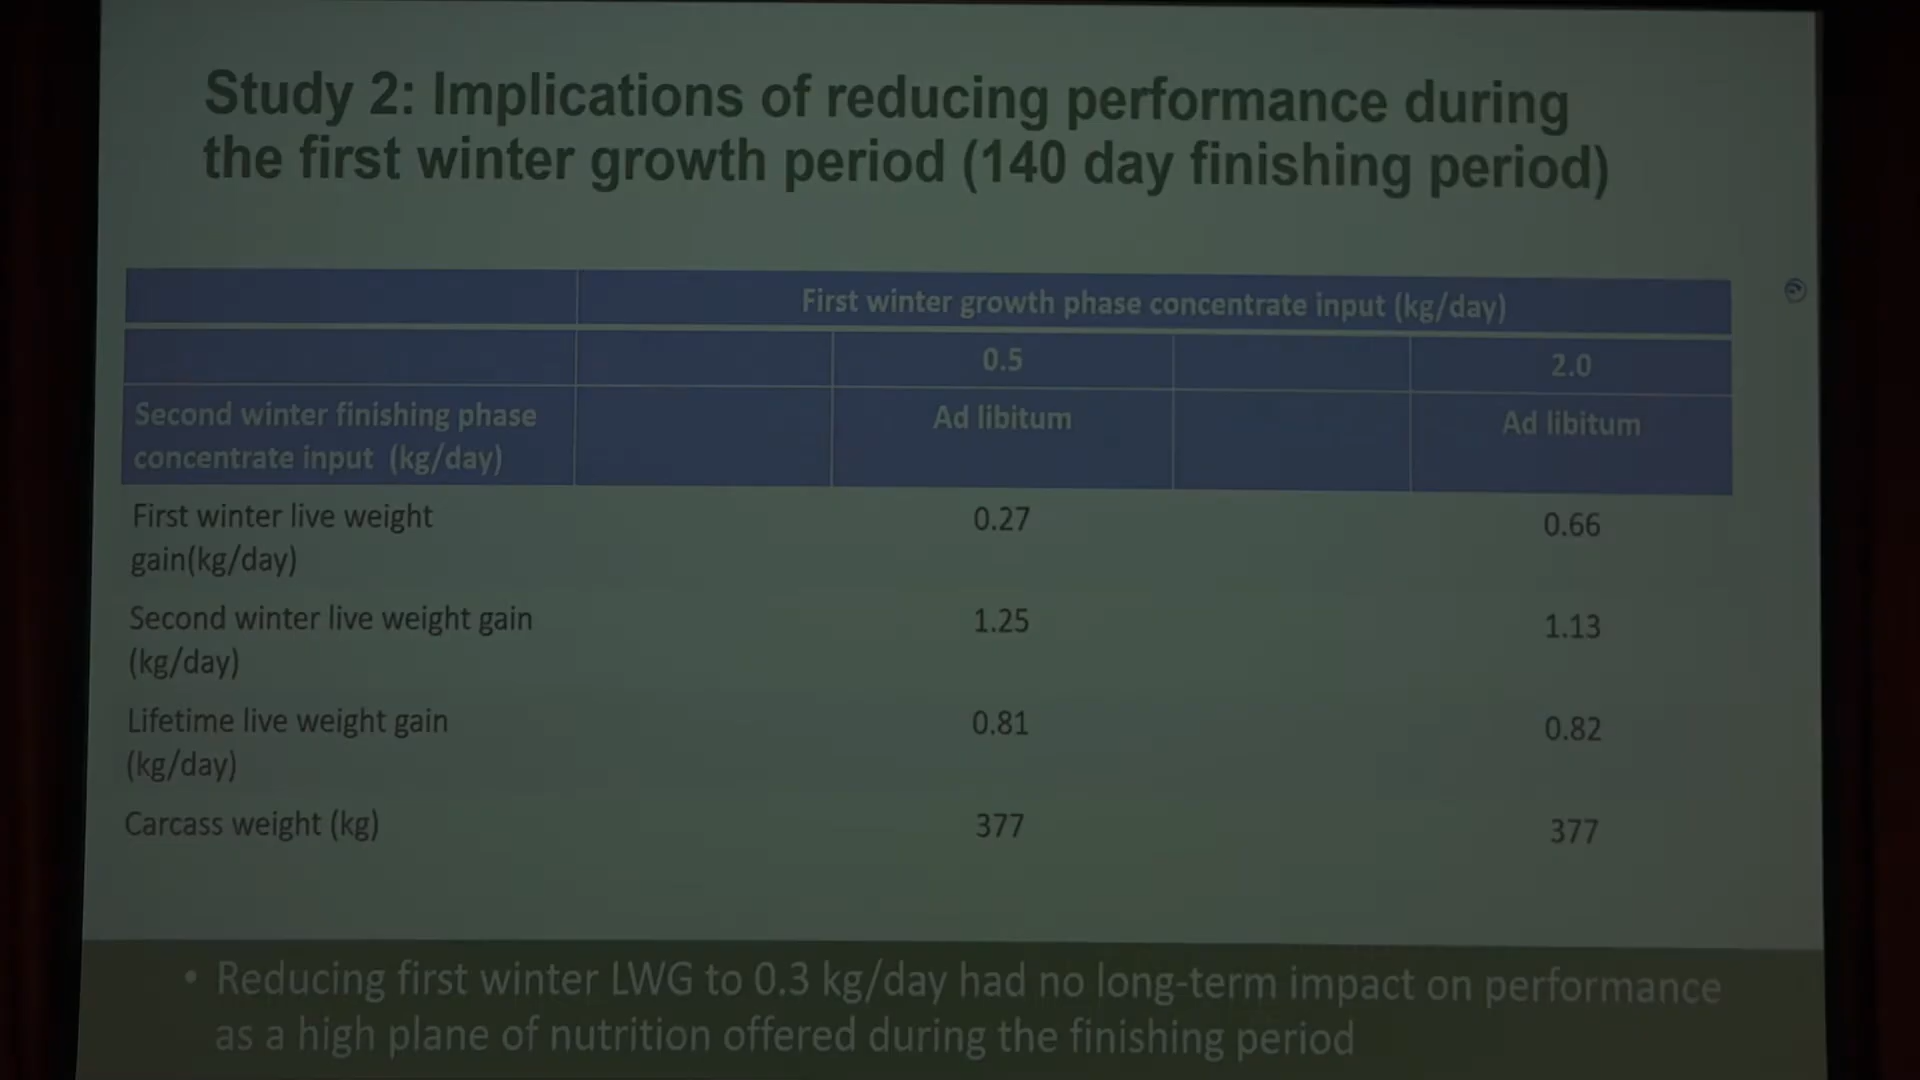 Study 2: Implications of reducing performance during
the first winter growth period (140 day finishing period)
First winter growth phase concentrate input (kg/day)
0.5 2.0
Second winter finishing phase
concentrate input (kg/day) Ad libitum Ad libitum
First winter live weight
gain(kg/day) 0.27 0.66
Second winter live weight gain
(kg/day) 1.25 1.13
Lifetime live weight gain
(kg/day) 0.81 0.82
Carcass weight (kg) 377 377
• Reducing first winter LWG to 0.3 kg/day had no long-term impact on performance
as a high plane of nutrition offered during the finishing period